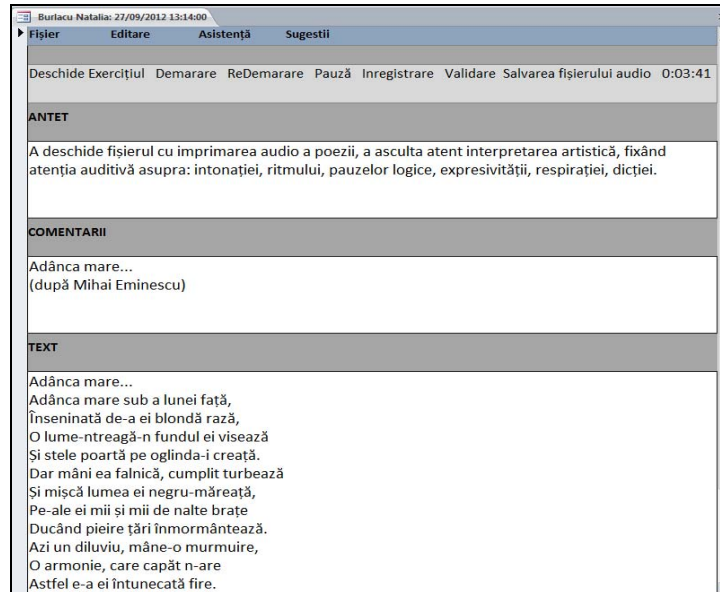 Burlacu Natalia: 27/09/2012 13:14:00
Fișier Editare Asistență Sugestii
Deschide Exercițiul Demarare ReDemarare Pauză Inregistrare Validare Salvarea fișierului audio 0:03:41
ANTET
A deschide fișierul cu imprimarea audio a poezii, a asculta atent interpretarea artistică, fixând
atenția auditivă asupra: intonației, ritmului, pauzelor logice, expresivității, respirației, dicției.
COMENTARII
Adânca mare...
(după Mihai Eminescu)
TEXT
Adânca mare...
Adânca mare sub a lunei față,
Înseninată de-a ei blondă rază,
O lume-ntreagă-n fundul ei visează
Și stele poartă pe oglinda-i creață.
Dar mâni ea falnică, cumplit turbează
Și mișcă lumea ei negru-măreață,
Pe-ale ei mii și mii de nalte brațe
Ducând pieire țări înmormântează.
Azi un diluviu, mâne-o murmuire,
O armonie, care capăt n-are
Astfel e-a ei întunecată fire.